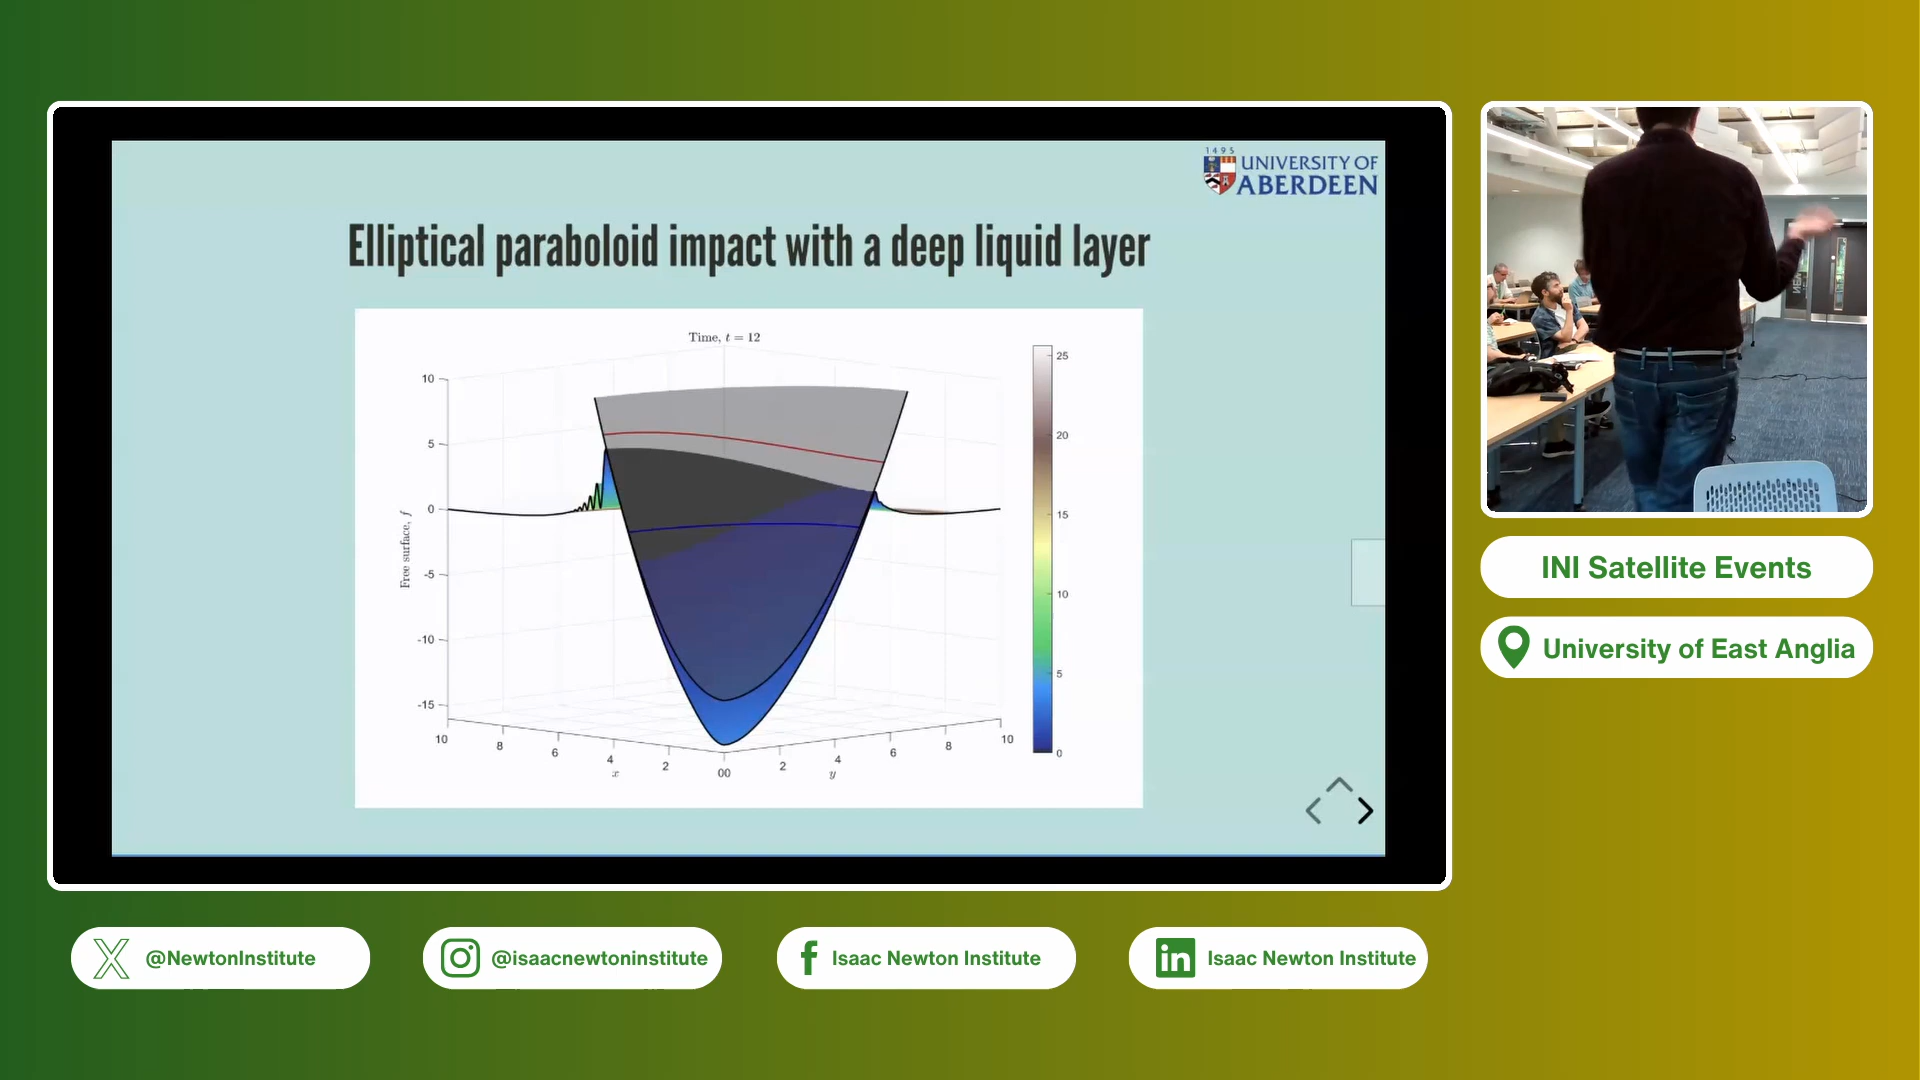 1495
UNIVERSITY OF
ABERDEEN
Elliptical paraboloid impact with a deep liquid layer
Time, t = 12
Free surface, f
10
5
0
-5
-10
-15
10
8
6
4
2
00
2
4
6
8
10
x
y
25
20
15
10
5
0
INI Satellite Events
University of East Anglia
@NewtonInstitute
@isaacnewtoninstitute
Isaac Newton Institute
Isaac Newton Institute